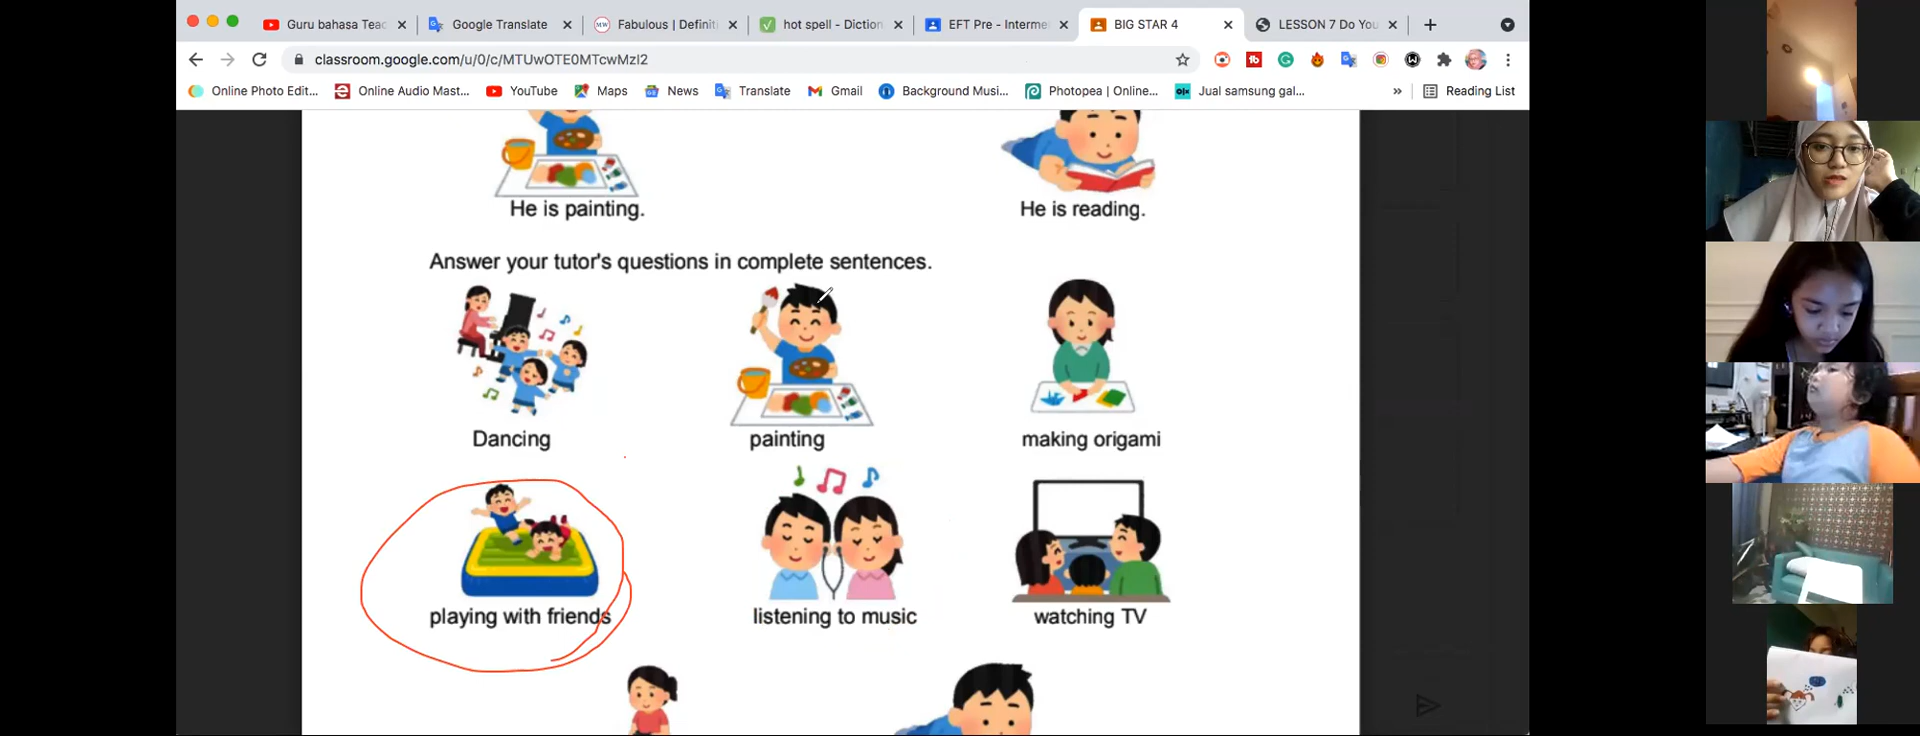 Guru bahasa Teac
Google Translate
Fabulous | Definiti
hot spell - Diction
EFT Pre - Interme
BIG STAR 4
LESSON 7 Do You
classroom.google.com/u/0/c/MTUwOTE0MTcwMzI2
Online Photo Edit...
Online Audio Mast...
YouTube
Maps
News
Translate
Gmail
Background Musi...
Photopea | Online...
Jual samsung gal...
»
Reading List
He is painting.
He is reading.
Answer your tutor's questions in complete sentences.
Dancing
painting
making origami
playing with friends
listening to music
watching TV